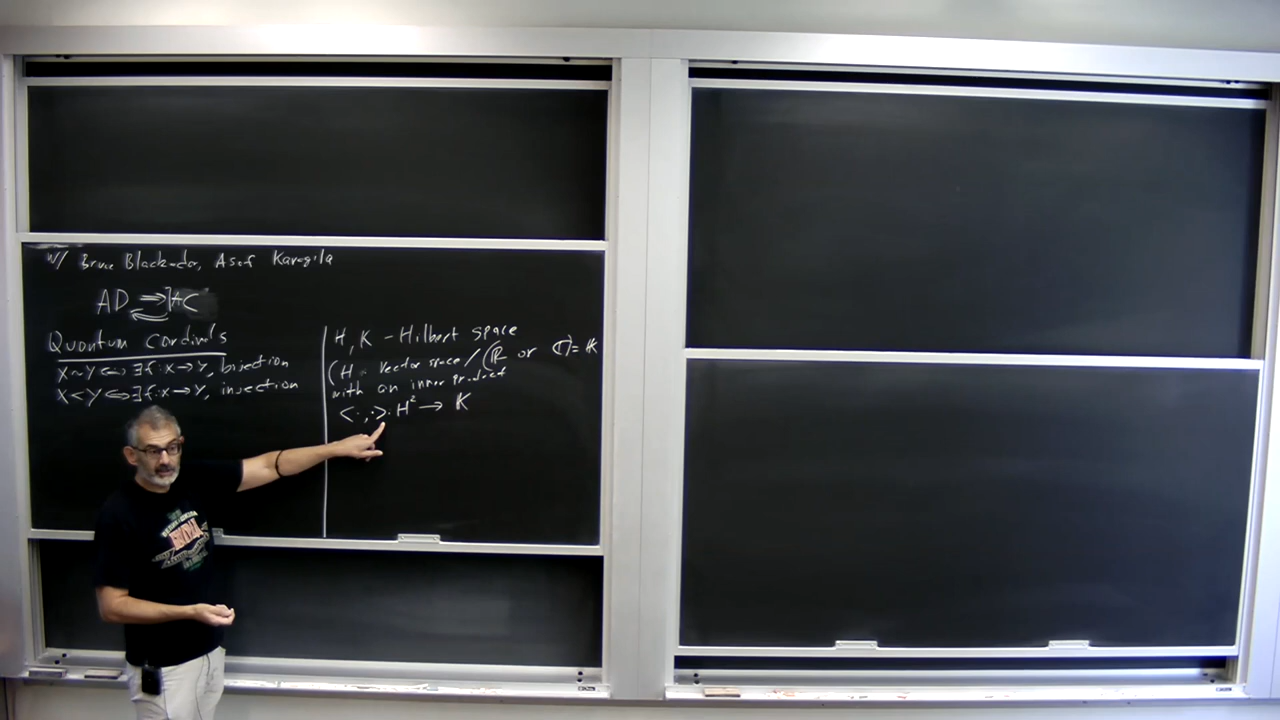 w/ Bruce Blackadar, Asaf Karagila
AD ⇒ ¬AC
Quantum Cardinals
X~Y ⇔ ∃f: X→Y, bijection
X<Y ⇔ ∃f: X→Y, injection
H, K - Hilbert space
(H = vector space / (ℝ or ℂ) = 𝕂
with an inner product
<·,·>: H² → 𝕂